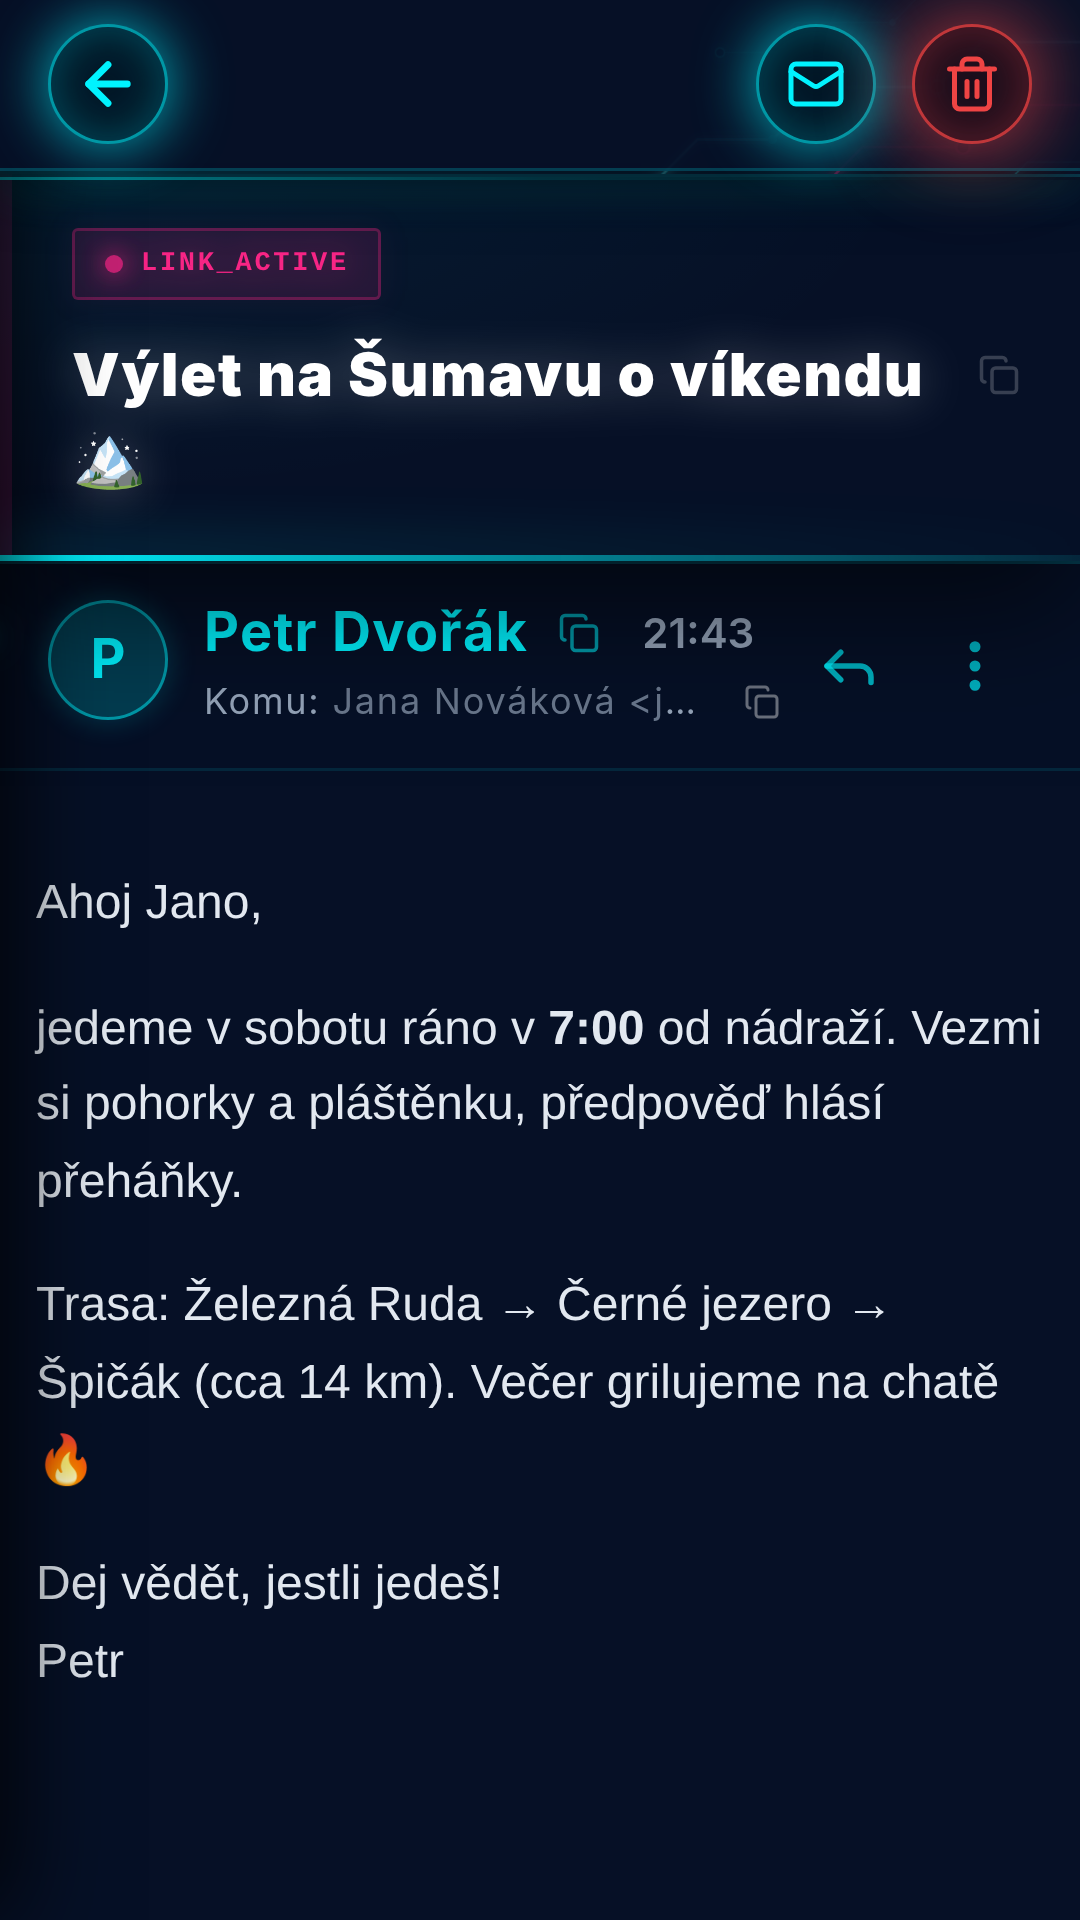 LINK_ACTIVE
Výlet na Šumavu o víkendu
🏔️
P
Petr Dvořák 21:43
Komu: Jana Nováková <j...
Ahoj Jano,
jedeme v sobotu ráno v 7:00 od nádraží. Vezmi
si pohorky a pláštěnku, předpověď hlásí
přeháňky.
Trasa: Železná Ruda → Černé jezero →
Špičák (cca 14 km). Večer grilujeme na chatě
🔥
Dej vědět, jestli jedeš!
Petr